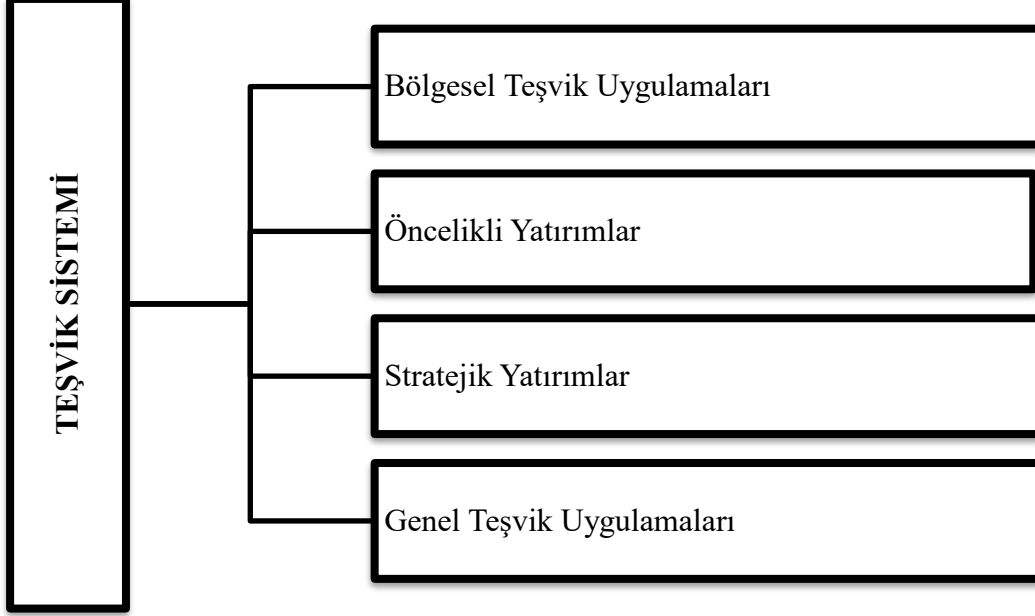 TEŞVİK SİSTEMİ
Bölgesel Teşvik Uygulamaları
Öncelikli Yatırımlar
Stratejik Yatırımlar
Genel Teşvik Uygulamaları